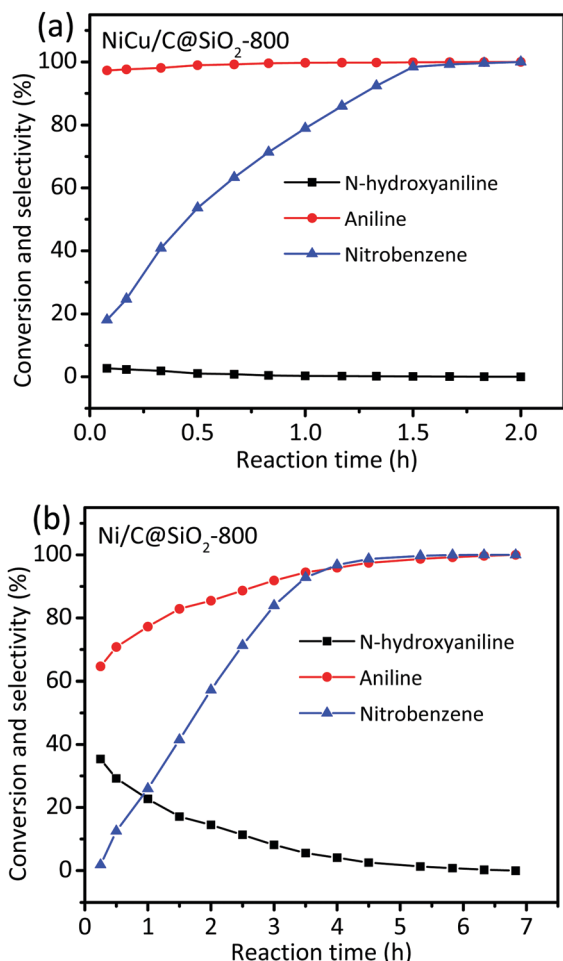 (a)
NiCu/C@SiO₂-800
Conversion and selectivity (%)
100
80
60
40
20
0
N-hydroxyaniline
Aniline
Nitrobenzene
0.0 0.5 1.0 1.5 2.0
Reaction time (h)
(b)
Ni/C@SiO₂-800
Conversion and selectivity (%)
100
80
60
40
20
0
N-hydroxyaniline
Aniline
Nitrobenzene
0 1 2 3 4 5 6 7
Reaction time (h)